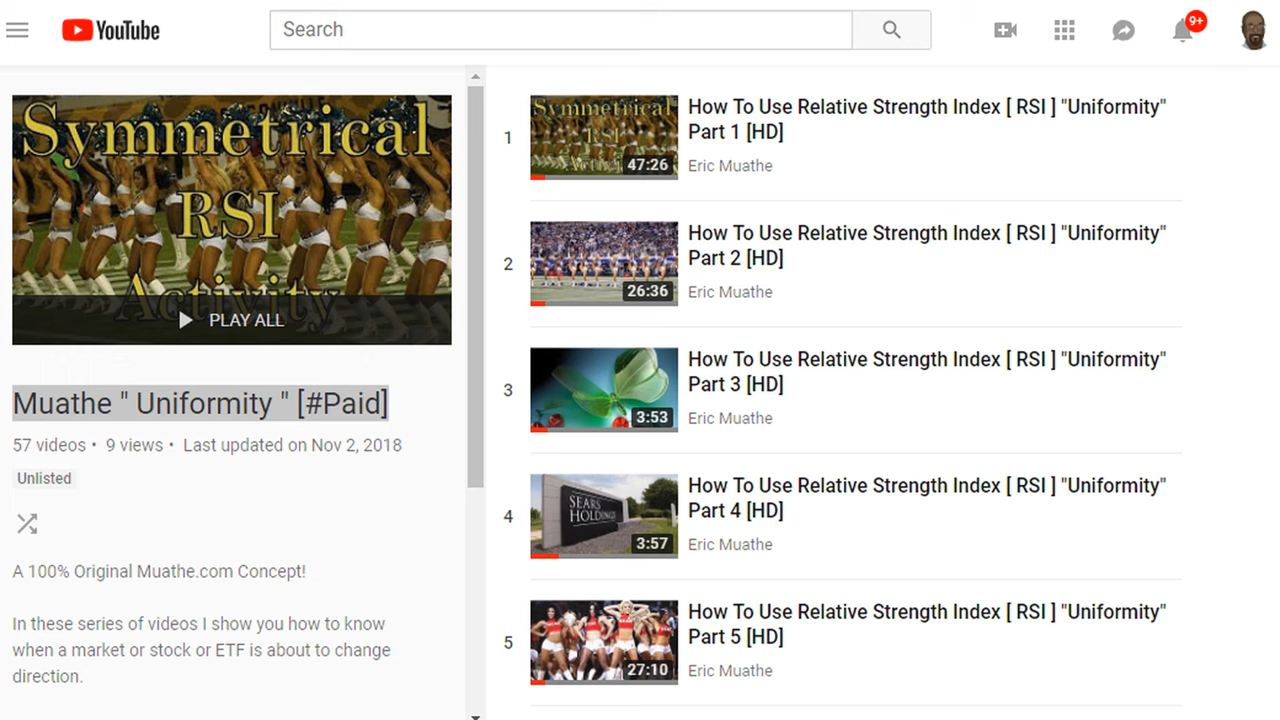 YouTube
Search
9+
Symmetrical
RSI
Activity
PLAY ALL
Muathe " Uniformity " [#Paid]
57 videos • 9 views • Last updated on Nov 2, 2018
Unlisted
A 100% Original Muathe.com Concept!
In these series of videos I show you how to know
when a market or stock or ETF is about to change
direction.
1
Symmetrical
RSI
47:26
How To Use Relative Strength Index [ RSI ] "Uniformity"
Part 1 [HD]
Eric Muathe
2
26:36
How To Use Relative Strength Index [ RSI ] "Uniformity"
Part 2 [HD]
Eric Muathe
3
3:53
How To Use Relative Strength Index [ RSI ] "Uniformity"
Part 3 [HD]
Eric Muathe
4
SEARS
HOLDINGS
3:57
How To Use Relative Strength Index [ RSI ] "Uniformity"
Part 4 [HD]
Eric Muathe
5
27:10
How To Use Relative Strength Index [ RSI ] "Uniformity"
Part 5 [HD]
Eric Muathe